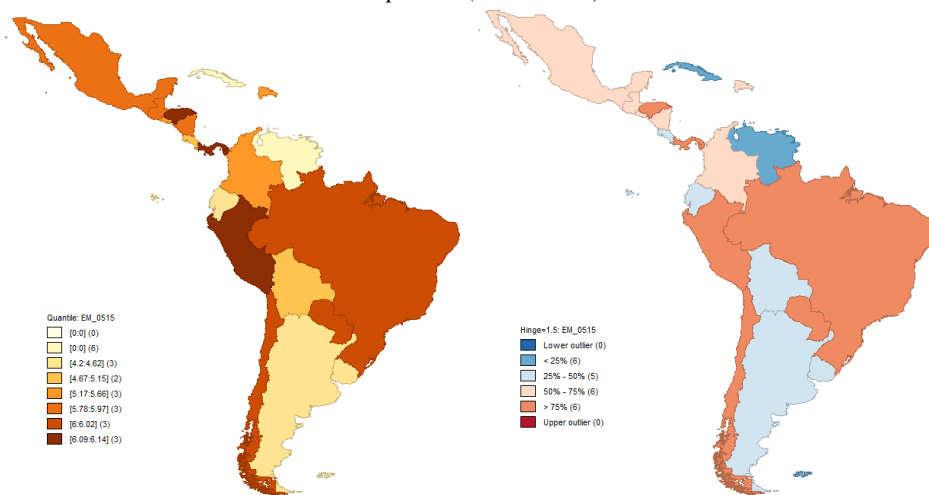 Quantile: EM_0515
[0:0] (0)
[0:0] (6)
[4.2:4.62] (3)
[4.67:5.15] (2)
[5.17:5.66] (3)
[5.78:5.97] (3)
[6:6.02] (3)
[6.09:6.14] (3)
Hinge=1.5: EM_0515
Lower outlier (0)
< 25% (6)
25% - 50% (5)
50% - 75% (6)
> 75% (6)
Upper outlier (0)